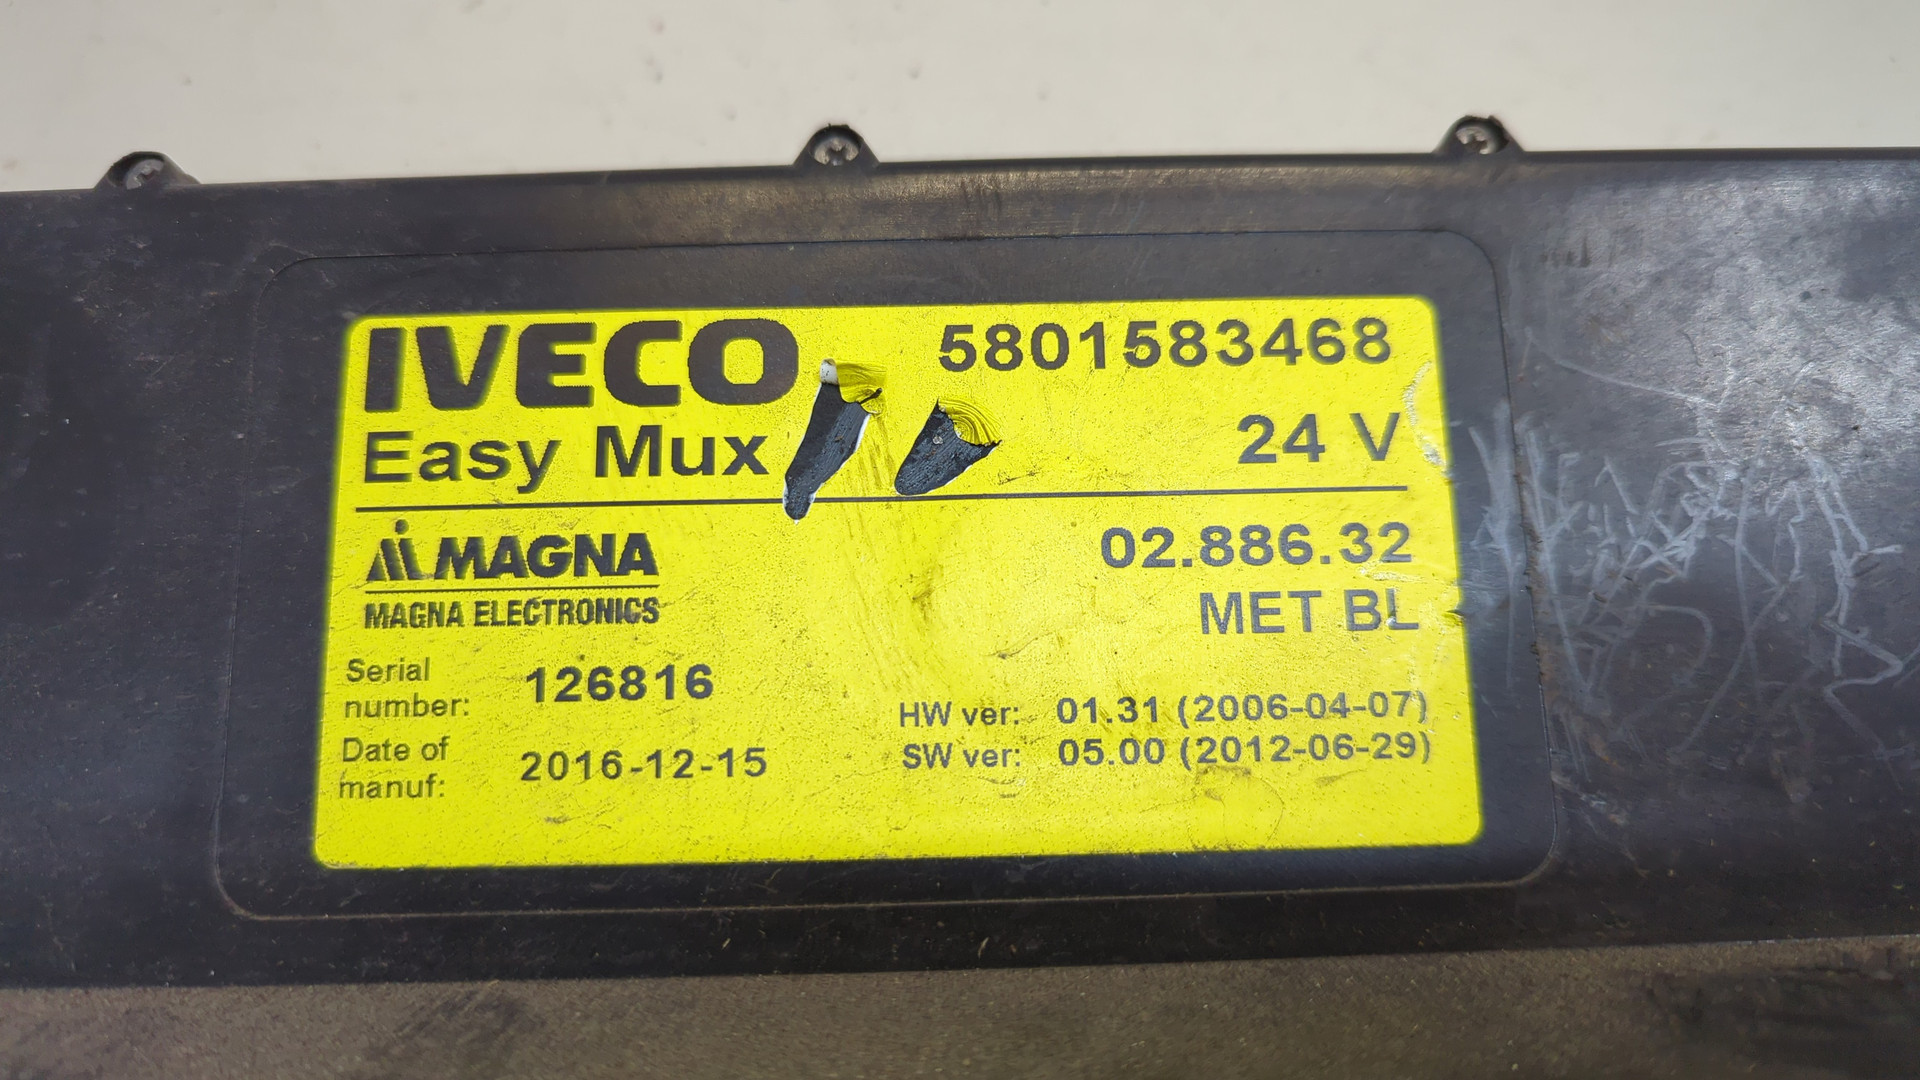 IVECO 5801583468
Easy Mux 24 V
MAGNA 02.886.32
MAGNA ELECTRONICS MET BL
Serial number: 126816
HW ver: 01.31 (2006-04-07)
Date of manuf: 2016-12-15
SW ver: 05.00 (2012-06-29)